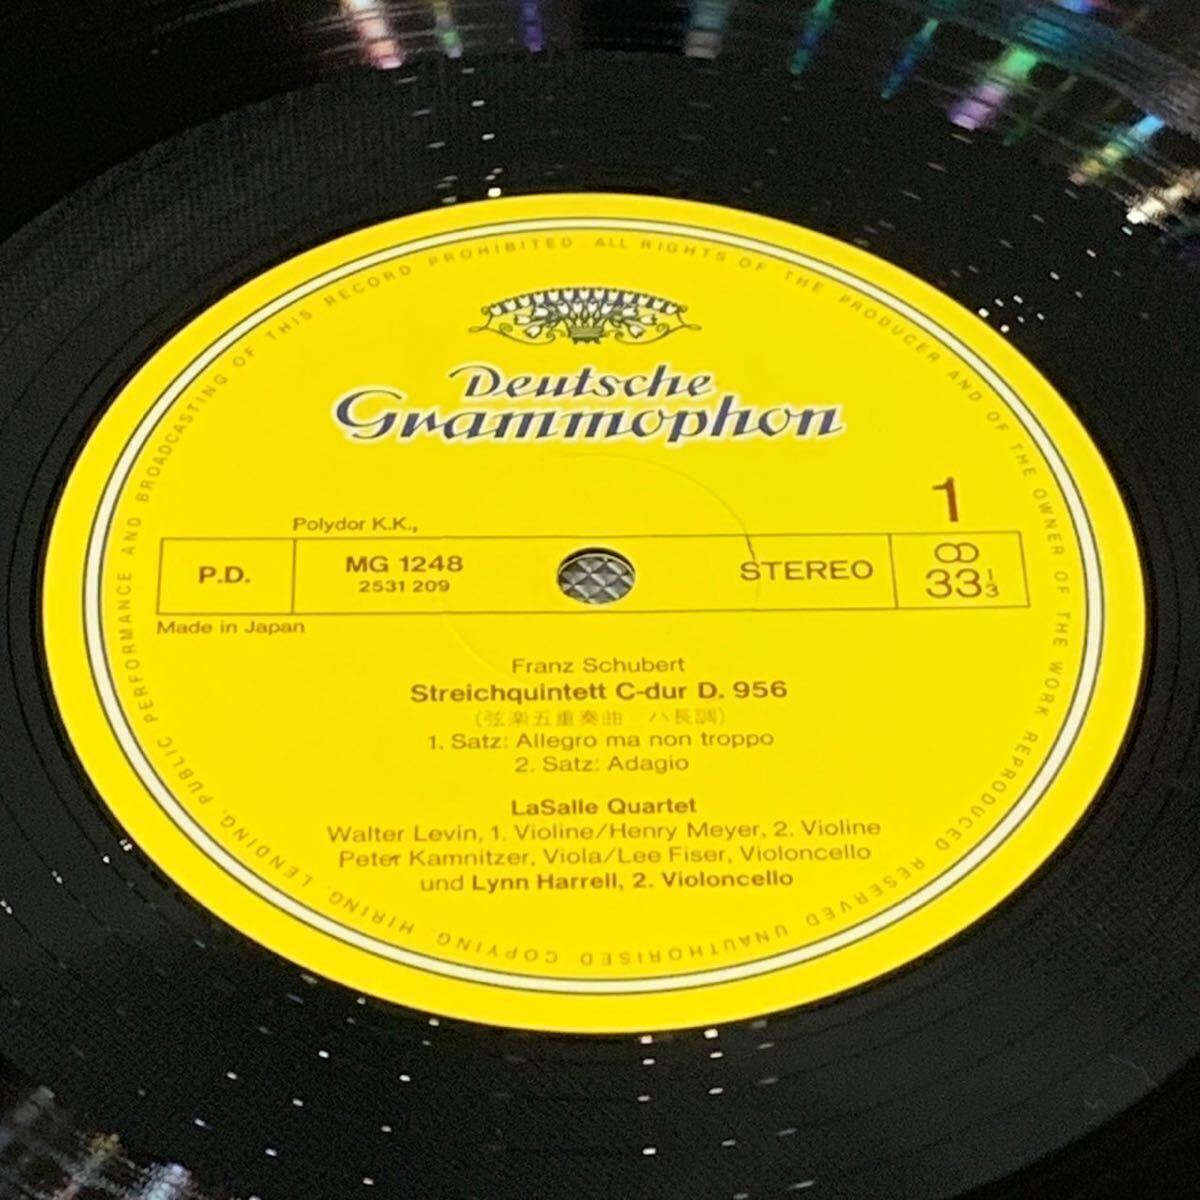 ALL RIGHTS OF THE PRODUCER AND OF THE OWNER OF THE WORK REPRODUCED RESERVED UNAUTHORISED COPYING, HIRING, LENDING, PUBLIC PERFORMANCE AND BROADCASTING OF THIS RECORD PROHIBITED
Deutsche
Grammophon
1
Polydor K.K.,
P.D. MG 1248 STEREO 33 1/3
2531 209
Made in Japan
Franz Schubert
Streichquintett C-dur D. 956
(弦楽五重奏曲 ハ長調)
1. Satz: Allegro ma non troppo
2. Satz: Adagio
LaSalle Quartet
Walter Levin, 1. Violine/Henry Meyer, 2. Violine
Peter Kamnitzer, Viola/Lee Fiser, Violoncello
und Lynn Harrell, 2. Violoncello